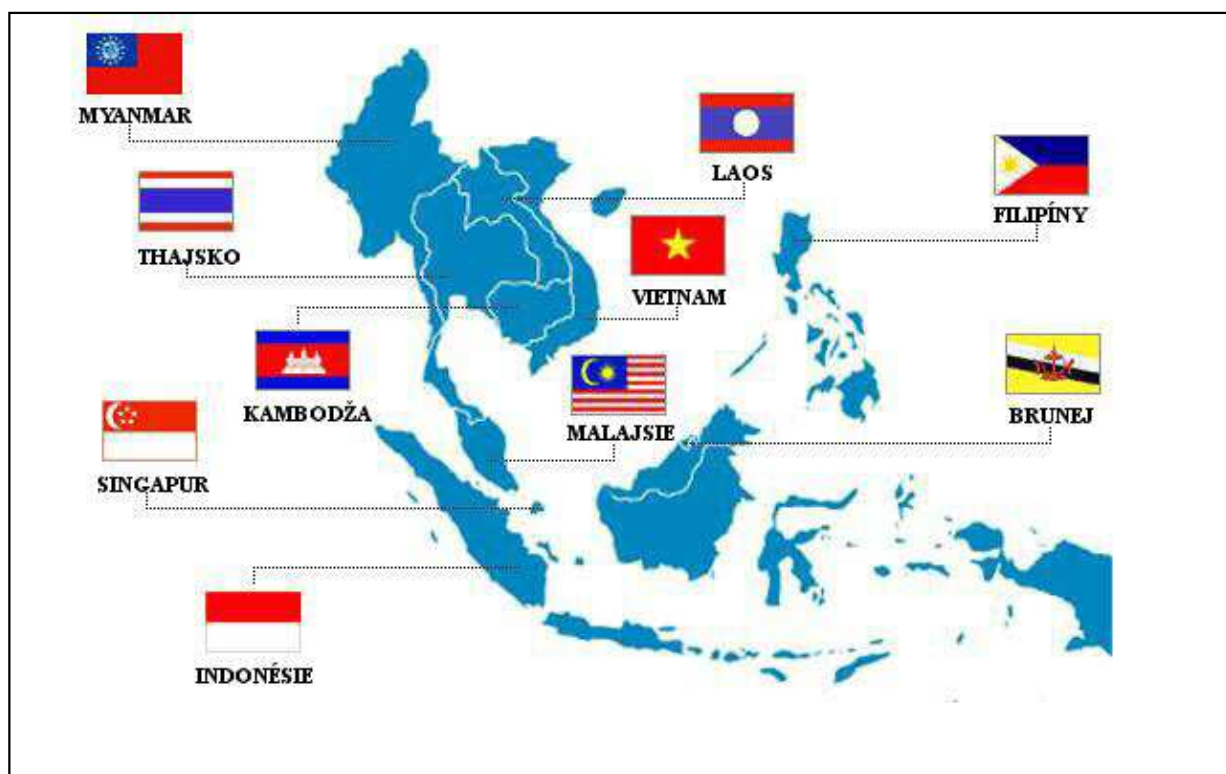 MYANMAR
LAOS
FILIPÍNY
THAJSKO
VIETNAM
KAMBODŽA
MALAJSIE
BRUNEJ
SINGAPUR
INDONÉSIE